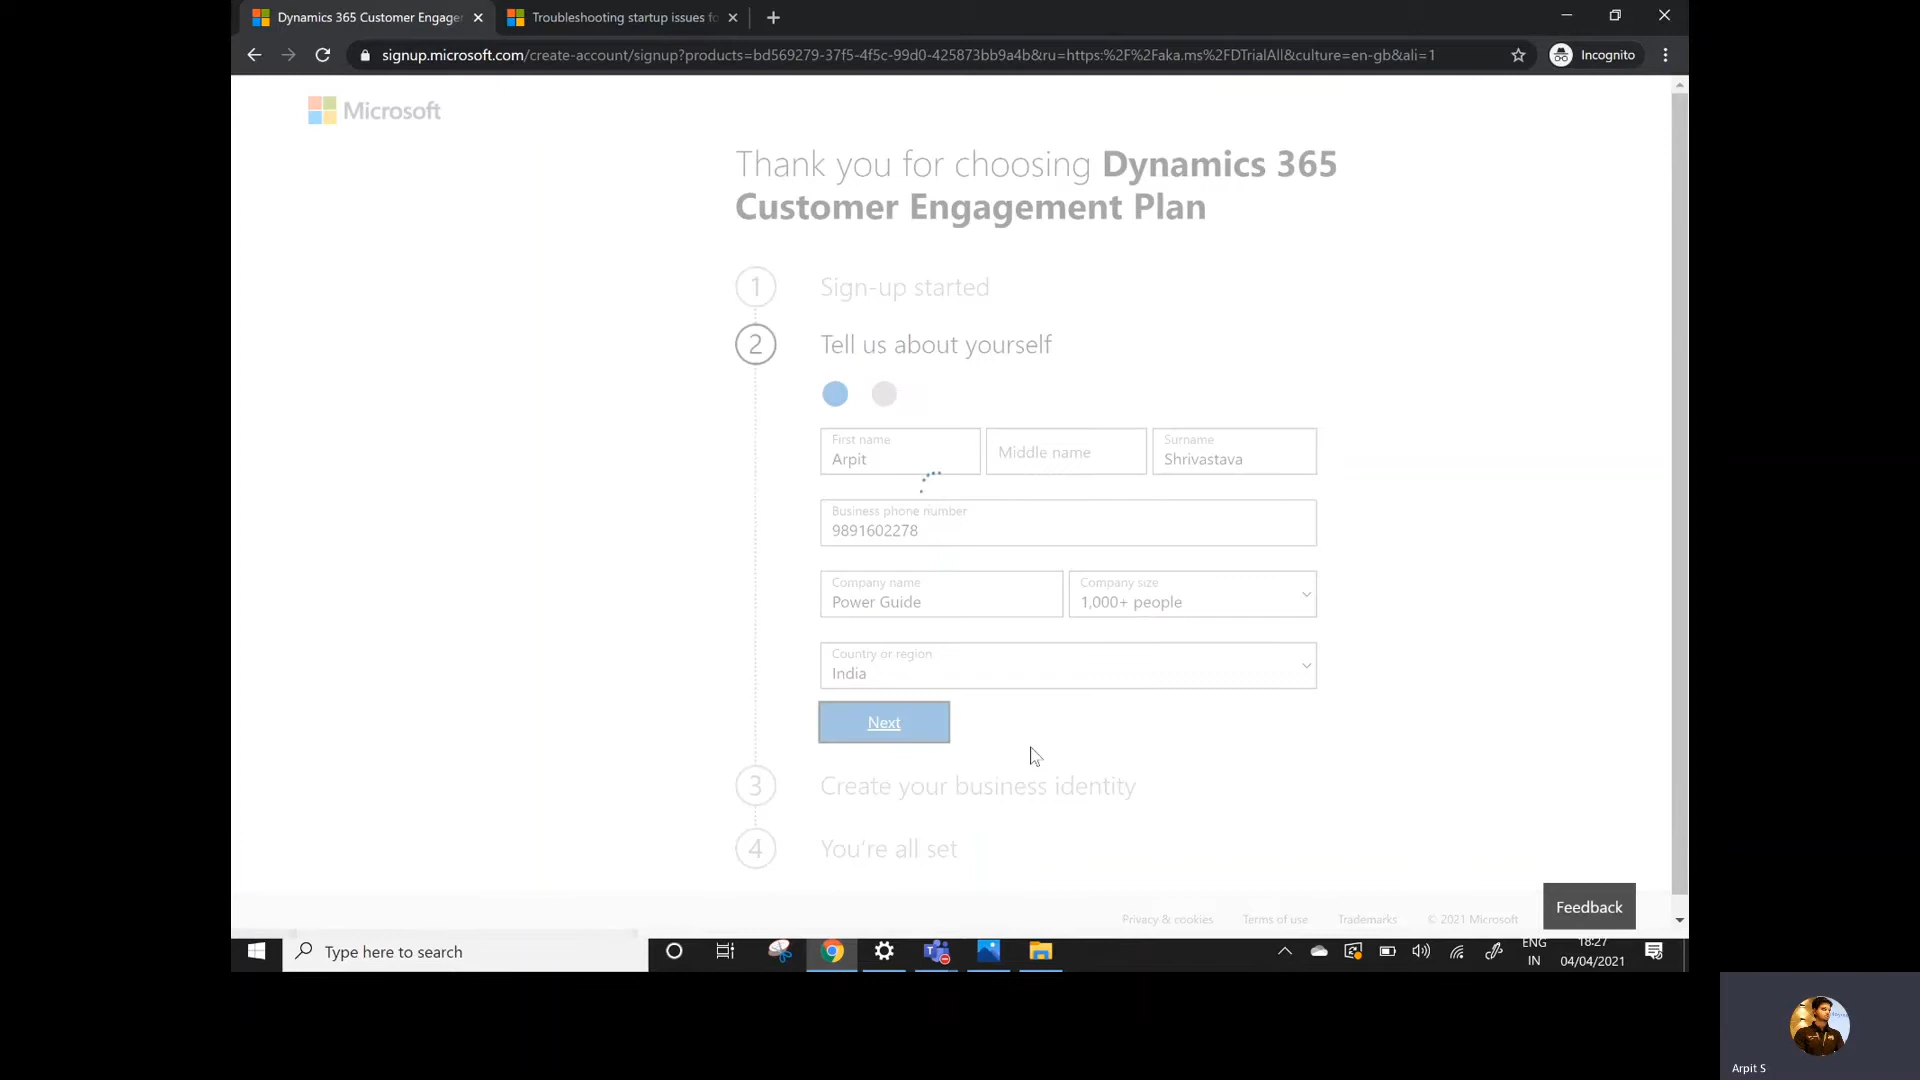 Dynamics 365 Customer Engage
Troubleshooting startup issues fo
signup.microsoft.com/create-account/signup?products=bd569279-37f5-4f5c-99d0-425873bb9a4b&ru=https:%2F%2Faka.ms%2FDTrialAll&culture=en-gb&ali=1
Incognito
Microsoft
Thank you for choosing Dynamics 365
Customer Engagement Plan
1 Sign-up started
2 Tell us about yourself
First name
Arpit
Middle name
Surname
Shrivastava
Business phone number
9891602278
Company name
Power Guide
Company size
1,000+ people
Country or region
India
Next
3 Create your business identity
4 You're all set
Feedback
Privacy & cookies Terms of use Trademarks © 2021 Microsoft
Type here to search
ENG
IN
18:27
04/04/2021
Arpit S